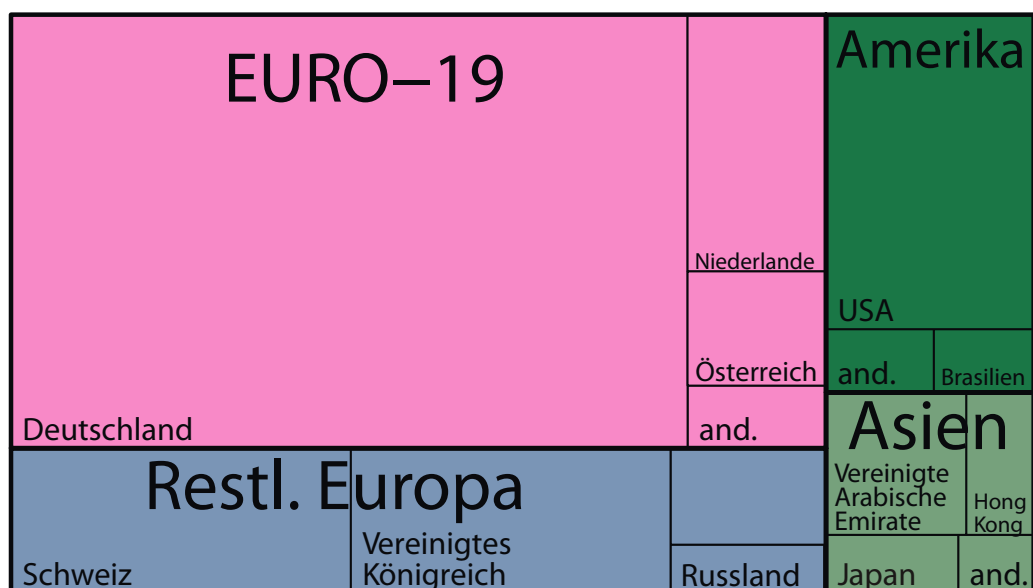 EURO–19
Niederlande
Österreich
Deutschland
and.
Amerika
USA
and.
Brasilien
Restl. Europa
Schweiz
Vereinigtes
Königreich
Russland
Asien
Vereinigte
Arabische
Emirate
Hong
Kong
Japan
and.